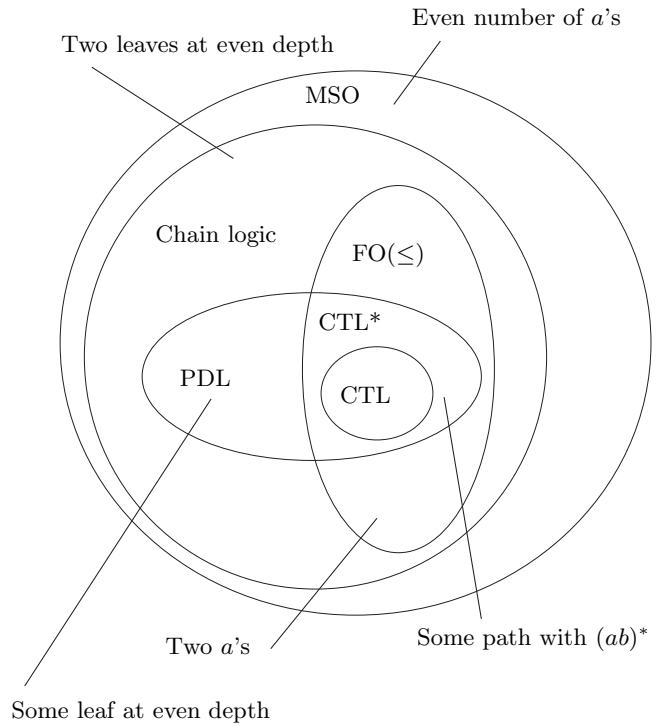 Even number of a's
Two leaves at even depth
MSO
Chain logic
FO(≤)
CTL*
PDL
CTL
Two a's
Some path with (ab)*
Some leaf at even depth